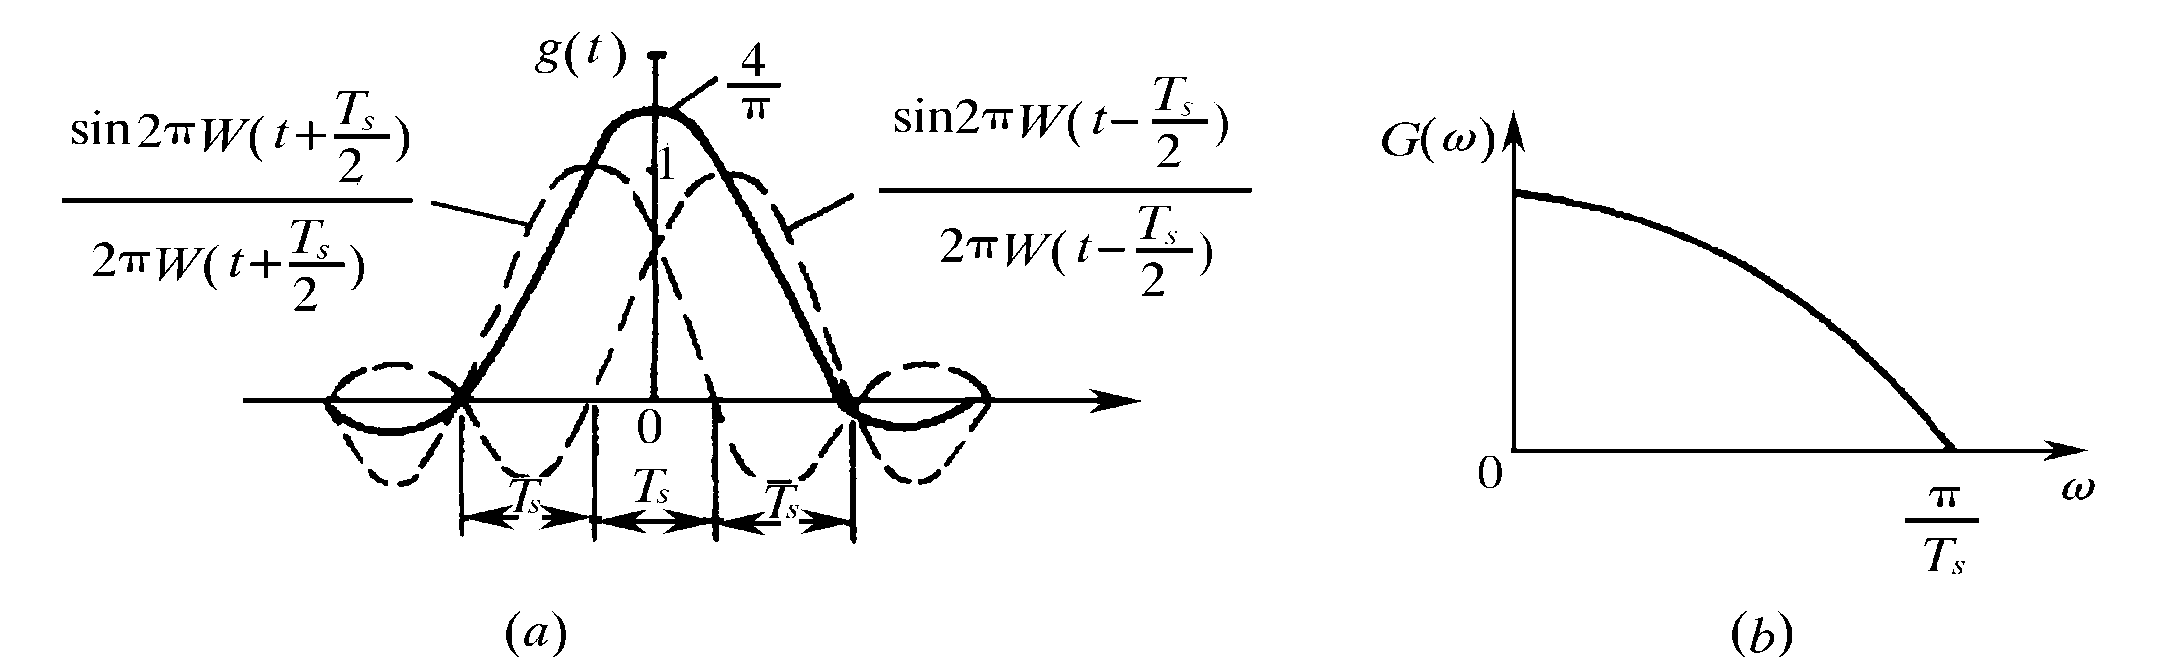 g(t)
4/π
sin2πW(t+Ts/2)
2πW(t+Ts/2)
1
sin2πW(t−Ts/2)
2πW(t−Ts/2)
0
Ts
Ts
Ts
(a)
G(ω)
0
ω
π/Ts
(b)